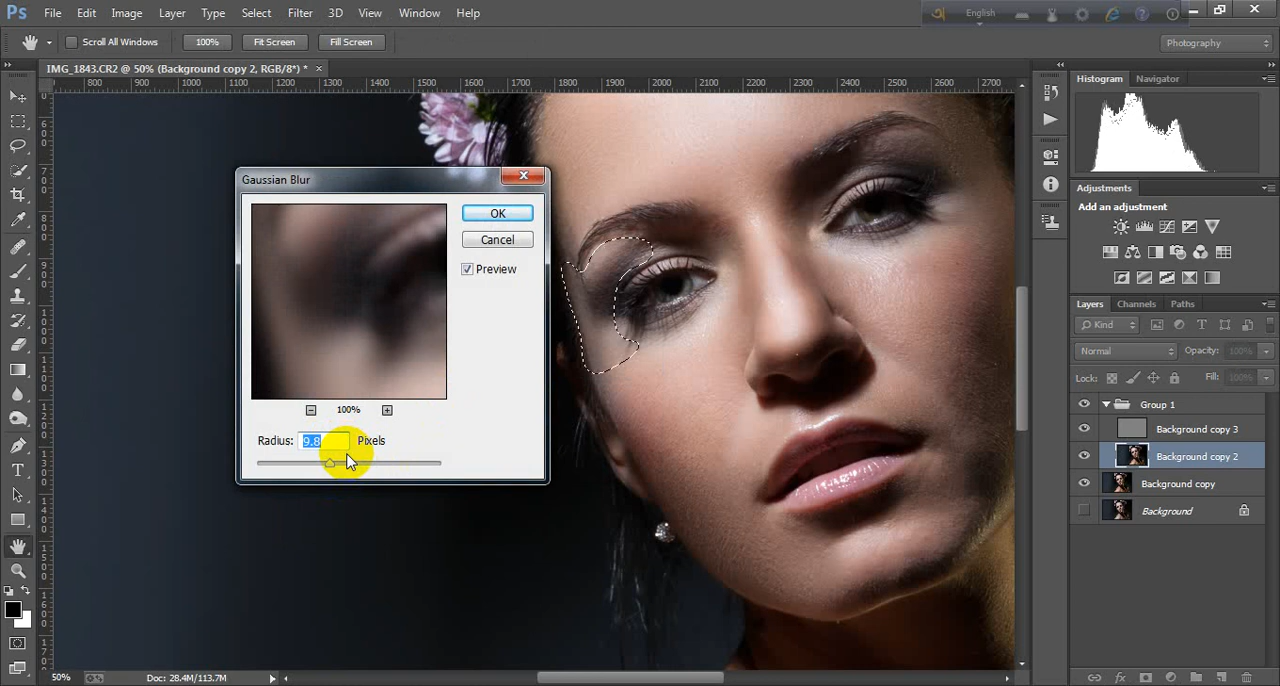 Ps File Edit Image Layer Type Select Filter 3D View Window Help
English
Scroll All Windows 100% Fit Screen Fill Screen
Photography
IMG_1843.CR2 @ 50% (Background copy 2, RGB/8*) * ×
800 900 1000 1100 1200 1300 1400 1500 1600 1700 1800 1900 2000 2100 2200 2300 2400 2500 2600 2700
Gaussian Blur
OK
Cancel
Preview
100%
Radius: 9.8 Pixels
Histogram Navigator
Adjustments
Add an adjustment
Layers Channels Paths
Kind
Normal Opacity: 100%
Lock: Fill: 100%
Group 1
Background copy 3
Background copy 2
Background copy
Background
50% Doc: 28.4M/113.7M